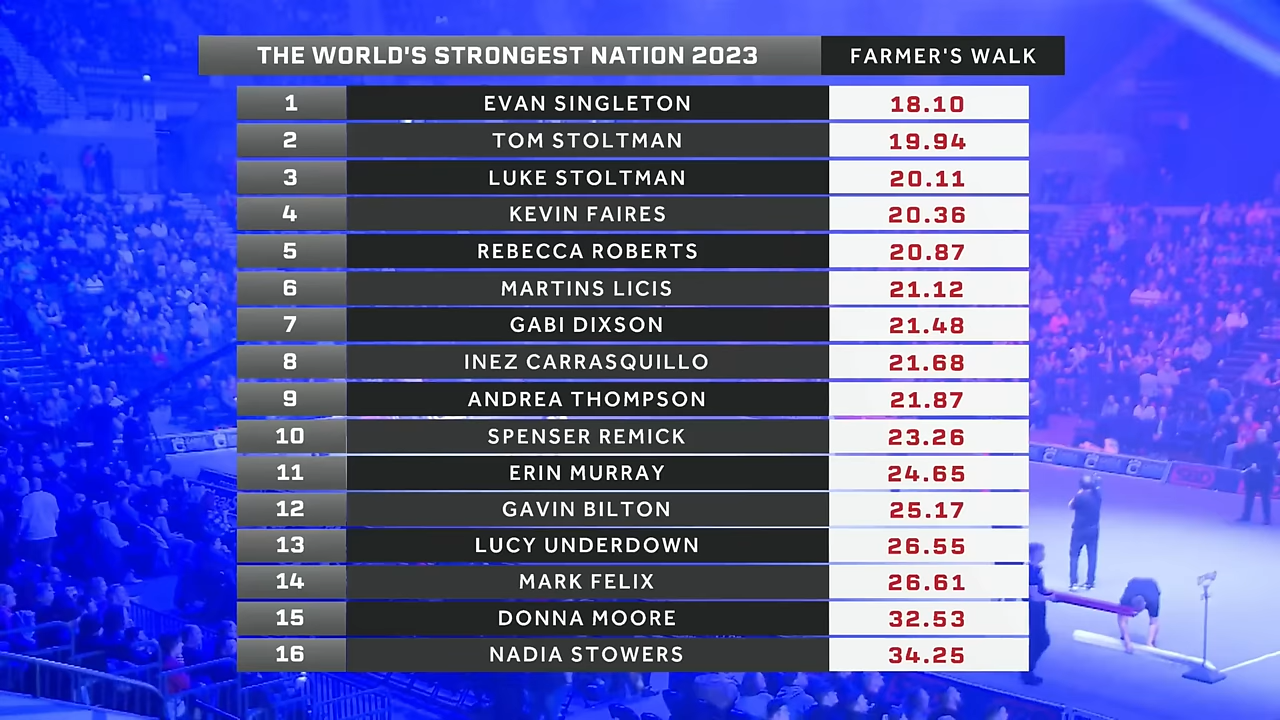 THE WORLD'S STRONGEST NATION 2023 FARMER'S WALK
1 EVAN SINGLETON 18.10
2 TOM STOLTMAN 19.94
3 LUKE STOLTMAN 20.11
4 KEVIN FAIRES 20.36
5 REBECCA ROBERTS 20.87
6 MARTINS LICIS 21.12
7 GABI DIXSON 21.48
8 INEZ CARRASQUILLO 21.68
9 ANDREA THOMPSON 21.87
10 SPENSER REMICK 23.26
11 ERIN MURRAY 24.65
12 GAVIN BILTON 25.17
13 LUCY UNDERDOWN 26.55
14 MARK FELIX 26.61
15 DONNA MOORE 32.53
16 NADIA STOWERS 34.25